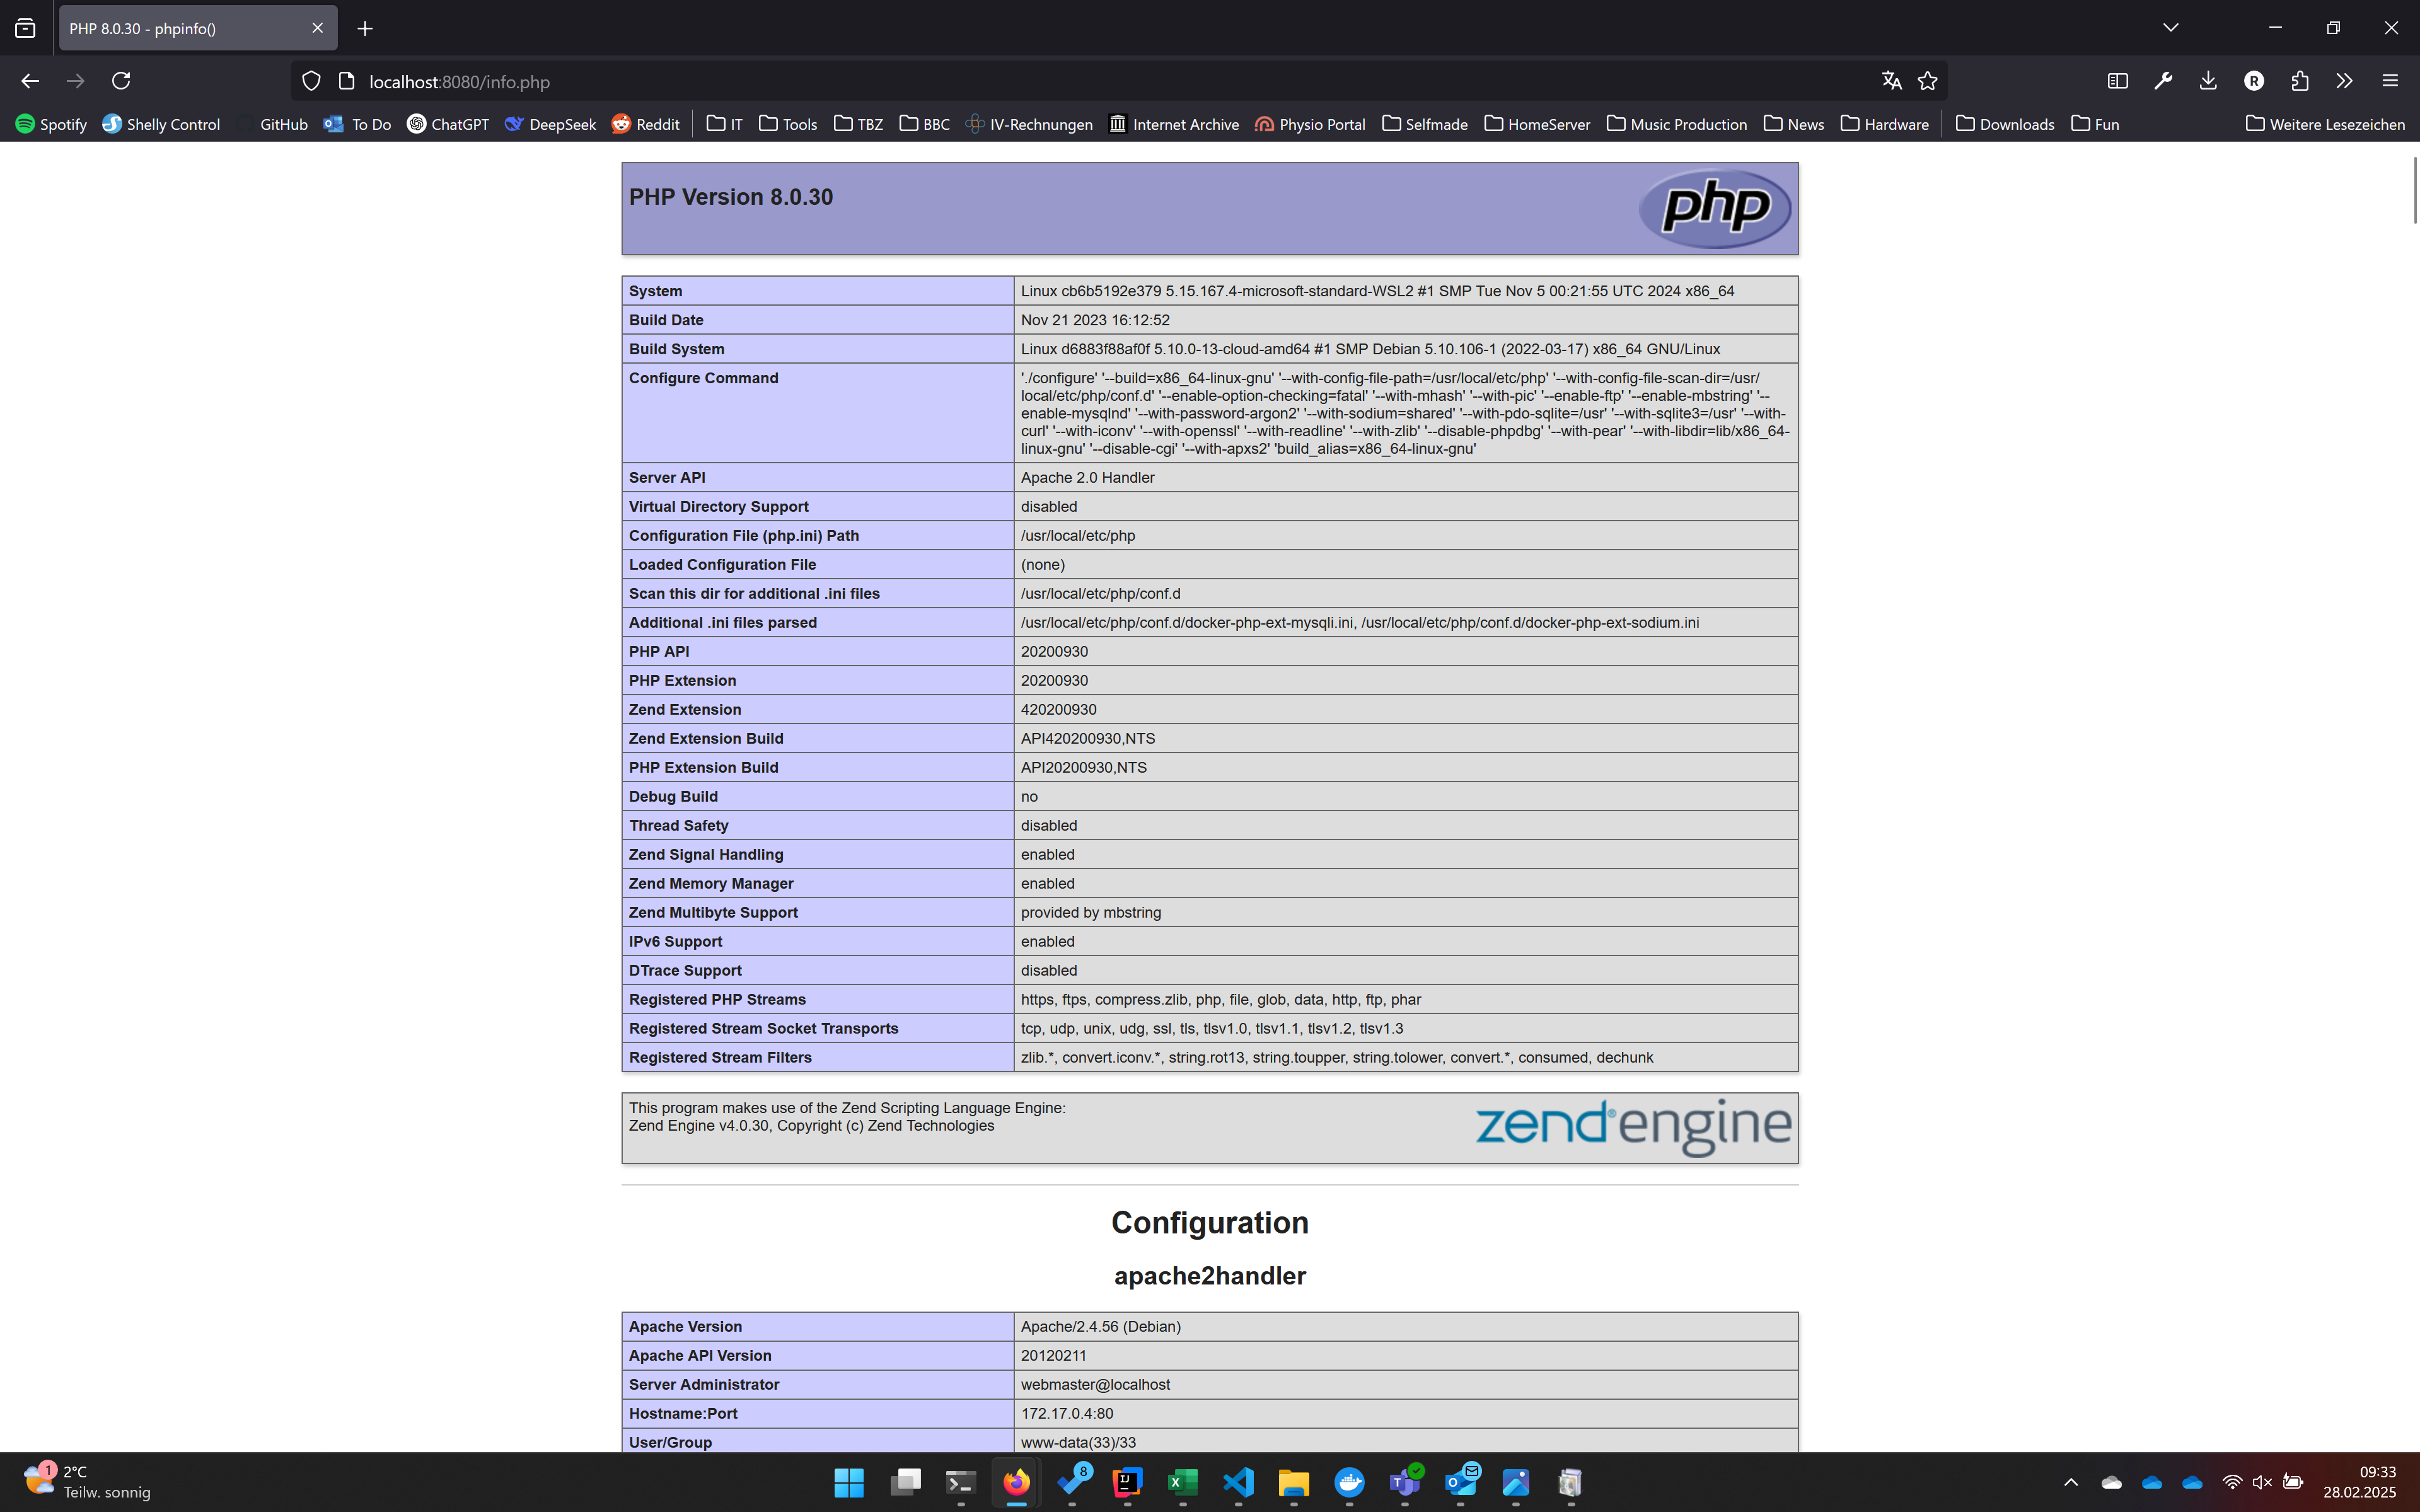 PHP 8.0.30 - phpinfo()
localhost:8080/info.php
R
Spotify Shelly Control GitHub To Do ChatGPT DeepSeek Reddit IT Tools TBZ BBC IV-Rechnungen Internet Archive Physio Portal Selfmade HomeServer Music Production News Hardware Downloads Fun Weitere Lesezeichen
PHP Version 8.0.30
php
System Linux cb6b5192e379 5.15.167.4-microsoft-standard-WSL2 #1 SMP Tue Nov 5 00:21:55 UTC 2024 x86_64
Build Date Nov 21 2023 16:12:52
Build System Linux d6883f88af0f 5.10.0-13-cloud-amd64 #1 SMP Debian 5.10.106-1 (2022-03-17) x86_64 GNU/Linux
Configure Command './configure' '--build=x86_64-linux-gnu' '--with-config-file-path=/usr/local/etc/php' '--with-config-file-scan-dir=/usr/
local/etc/php/conf.d' '--enable-option-checking=fatal' '--with-mhash' '--with-pic' '--enable-ftp' '--enable-mbstring' '--
enable-mysqlnd' '--with-password-argon2' '--with-sodium=shared' '--with-pdo-sqlite=/usr' '--with-sqlite3=/usr' '--with-
curl' '--with-iconv' '--with-openssl' '--with-readline' '--with-zlib' '--disable-phpdbg' '--with-pear' '--with-libdir=lib/x86_64-
linux-gnu' '--disable-cgi' '--with-apxs2' 'build_alias=x86_64-linux-gnu'
Server API Apache 2.0 Handler
Virtual Directory Support disabled
Configuration File (php.ini) Path /usr/local/etc/php
Loaded Configuration File (none)
Scan this dir for additional .ini files /usr/local/etc/php/conf.d
Additional .ini files parsed /usr/local/etc/php/conf.d/docker-php-ext-mysqli.ini, /usr/local/etc/php/conf.d/docker-php-ext-sodium.ini
PHP API 20200930
PHP Extension 20200930
Zend Extension 420200930
Zend Extension Build API420200930,NTS
PHP Extension Build API20200930,NTS
Debug Build no
Thread Safety disabled
Zend Signal Handling enabled
Zend Memory Manager enabled
Zend Multibyte Support provided by mbstring
IPv6 Support enabled
DTrace Support disabled
Registered PHP Streams https, ftps, compress.zlib, php, file, glob, data, http, ftp, phar
Registered Stream Socket Transports tcp, udp, unix, udg, ssl, tls, tlsv1.0, tlsv1.1, tlsv1.2, tlsv1.3
Registered Stream Filters zlib.*, convert.iconv.*, string.rot13, string.toupper, string.tolower, convert.*, consumed, dechunk
This program makes use of the Zend Scripting Language Engine:
Zend Engine v4.0.30, Copyright (c) Zend Technologies
zend® engine
Configuration
apache2handler
Apache Version Apache/2.4.56 (Debian)
Apache API Version 20120211
Server Administrator webmaster@localhost
Hostname:Port 172.17.0.4:80
User/Group www-data(33)/33
1
2°C
Teilw. sonnig
8
09:33
28.02.2025